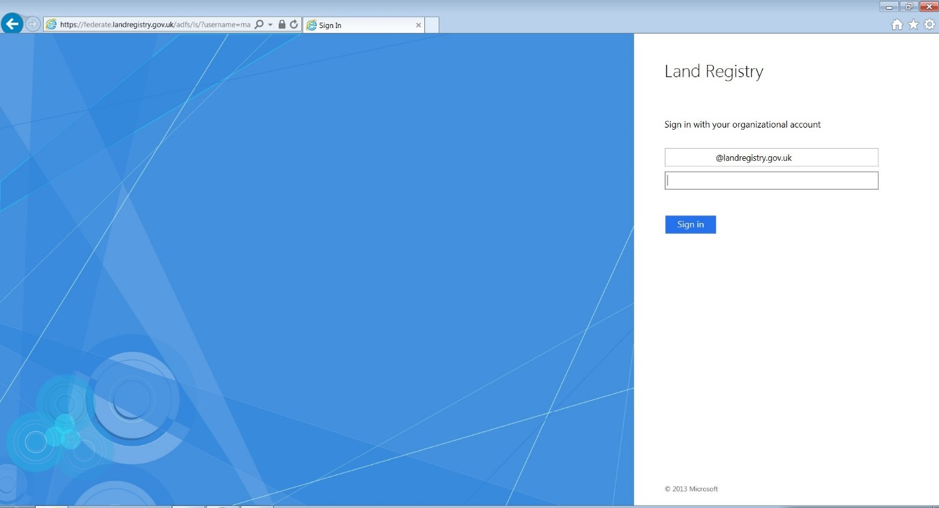 https://federate.landregistry.gov.uk/adfs/ls/?username=ma
Sign In
Land Registry
Sign in with your organizational account
@landregistry.gov.uk
Sign in
© 2013 Microsoft